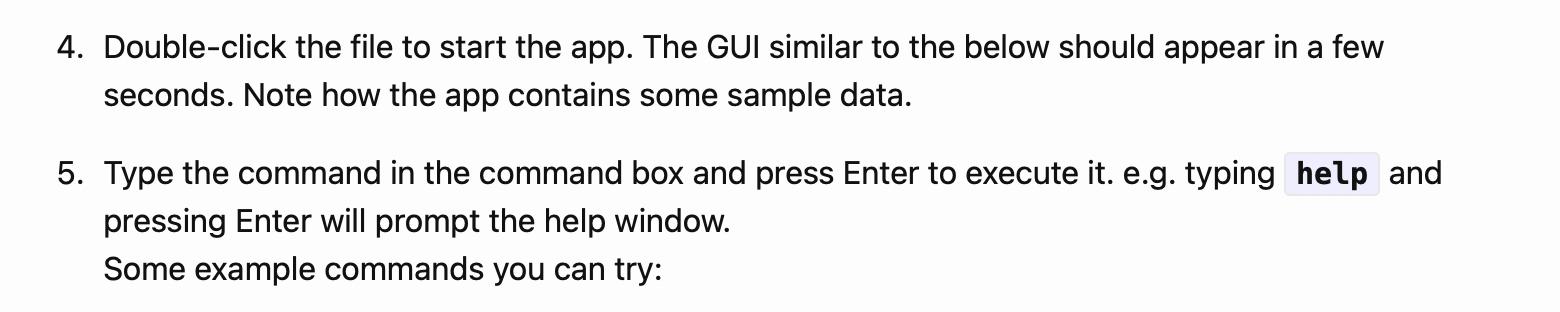 4. Double-click the file to start the app. The GUI similar to the below should appear in a few
seconds. Note how the app contains some sample data.
5. Type the command in the command box and press Enter to execute it. e.g. typing help and
pressing Enter will prompt the help window.
Some example commands you can try: